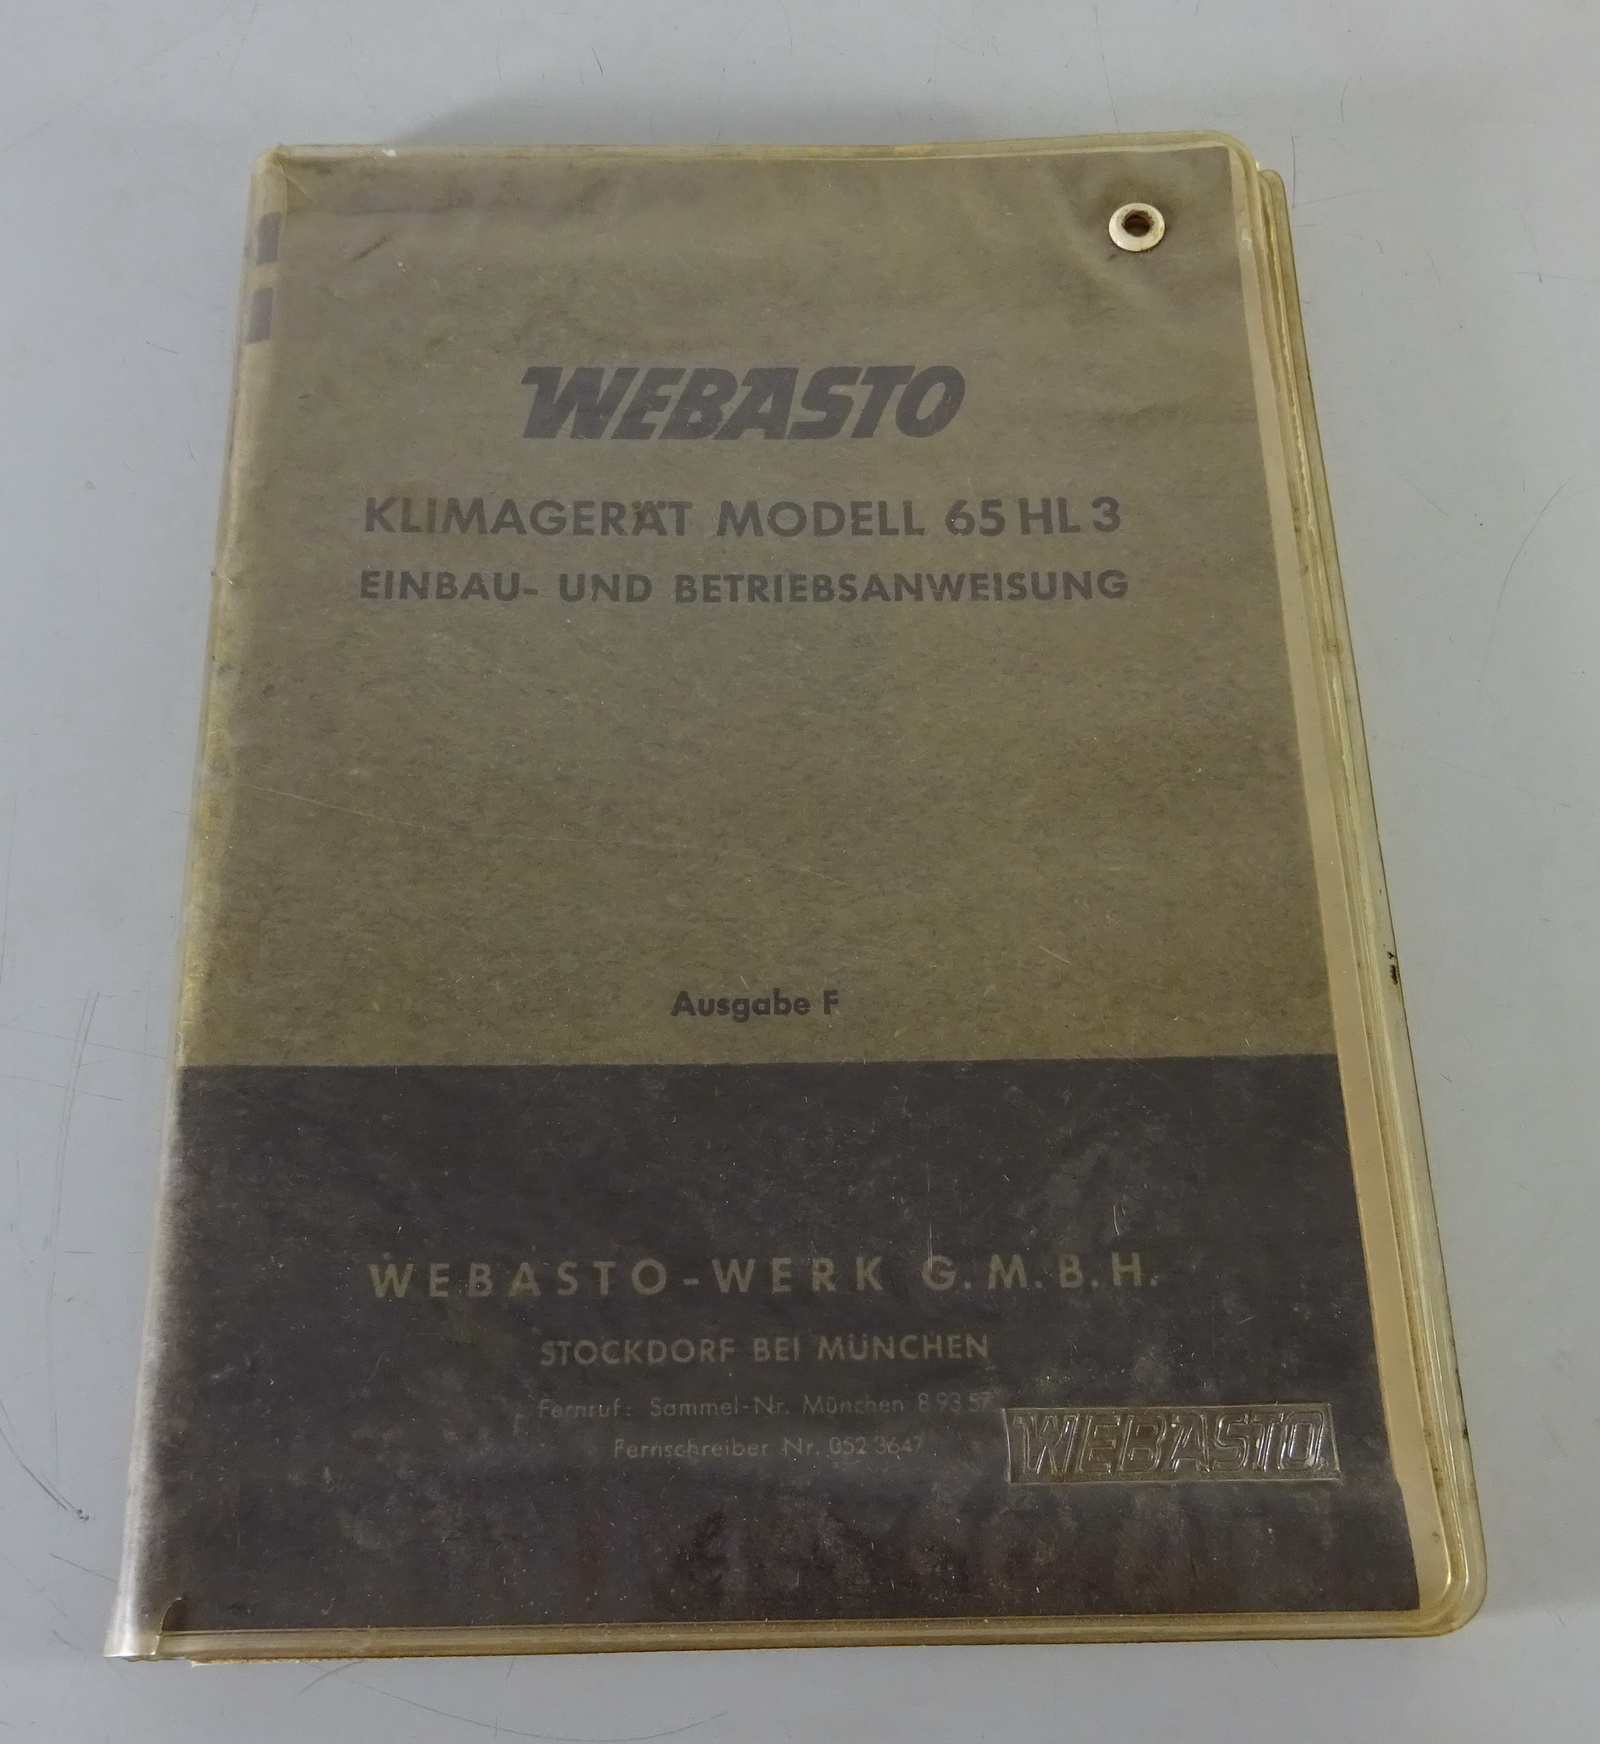 WEBASTO
KLIMAGERÄT MODELL 65 HL 3
EINBAU- UND BETRIEBSANWEISUNG
Ausgabe F
WEBASTO-WERK G.M.B.H.
STOCKDORF BEI MÜNCHEN
Fernruf: Sammel-Nr. München 8 93 57
Fernschreiber Nr. 052 3647
WEBASTO